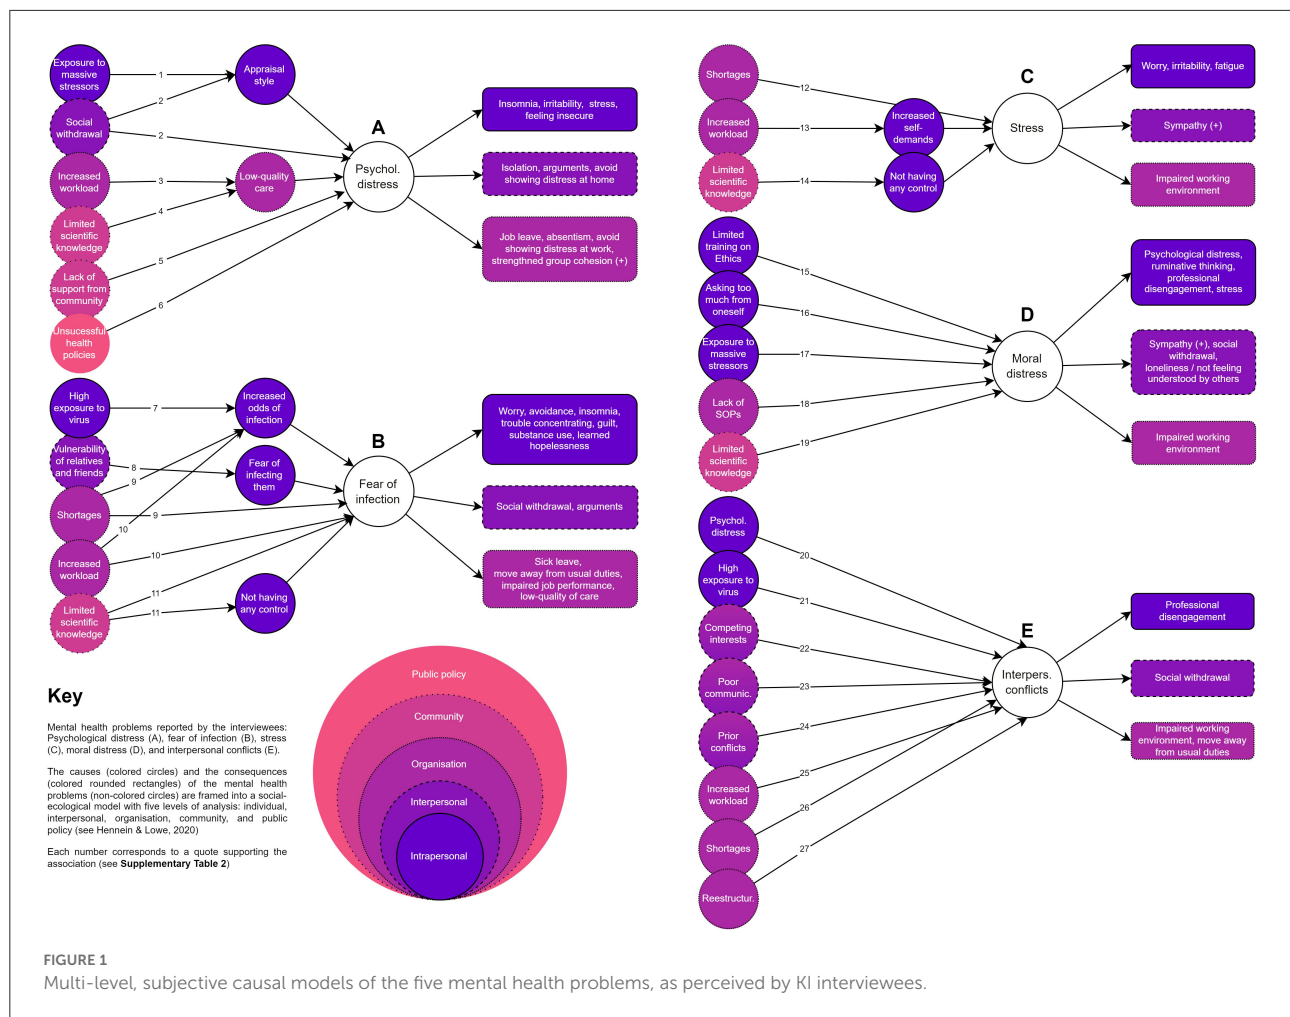 Exposure to
massive
stressors
Social
withdrawal
Increased
workload
Limited
scientific
knowledge
Lack of
support from
community
Unsucessful
health
policies
1
2
2
3
4
5
6
Appraisal
style
Low-quality
care
A
Psychol.
distress
Insomnia, irritability, stress,
feeling insecure
Isolation, arguments, avoid
showing distress at home
Job leave, absentism, avoid
showing distress at work,
strengthned group cohesion (+)
High
exposure to
virus
Vulnerability
of relatives
and friends
Shortages
Increased
workload
Limited
scientific
knowledge
7
8
9
9
10
10
11
11
Increased
odds of
infection
Fear of
infecting
them
Not having
any control
B
Fear of
infection
Worry, avoidance, insomnia,
trouble concentrating, guilt,
substance use, learned
hopelessness
Social withdrawal, arguments
Sick leave,
move away from usual duties,
impaired job performance,
low-quality of care
Key
Mental health problems reported by the interviewees:
Psychological distress (A), fear of infection (B), stress
(C), moral distress (D), and interpersonal conflicts (E).
The causes (colored circles) and the consequences
(colored rounded rectangles) of the mental health
problems (non-colored circles) are framed into a social-
ecological model with five levels of analysis: individual,
interpersonal, organisation, community, and public
policy (see Hennein & Lowe, 2020)
Each number corresponds to a quote supporting the
association (see Supplementary Table 2)
Public policy
Community
Organisation
Interpersonal
Intrapersonal
Shortages
Increased
workload
Limited
scientific
knowledge
12
13
14
Increased
self-
demands
Not having
any control
C
Stress
Worry, irritability, fatigue
Sympathy (+)
Impaired working
environment
Limited
training on
Ethics
Asking too
much from
oneself
Exposure to
massive
stressors
Lack of
SOPs
Limited
scientific
knowledge
15
16
17
18
19
D
Moral
distress
Psychological distress,
ruminative thinking,
professional
disengagement, stress
Sympathy (+), social
withdrawal,
loneliness / not feeling
understood by others
Impaired working
environment
Psychol.
distress
High
exposure to
virus
Competing
interests
Poor
communic.
Prior
conflicts
Increased
workload
Shortages
Reestructur.
20
21
22
23
24
25
26
27
E
Interpers.
conflicts
Professional
disengagement
Social withdrawal
Impaired working
environment, move away
from usual duties
FIGURE 1
Multi-level, subjective causal models of the five mental health problems, as perceived by KI interviewees.